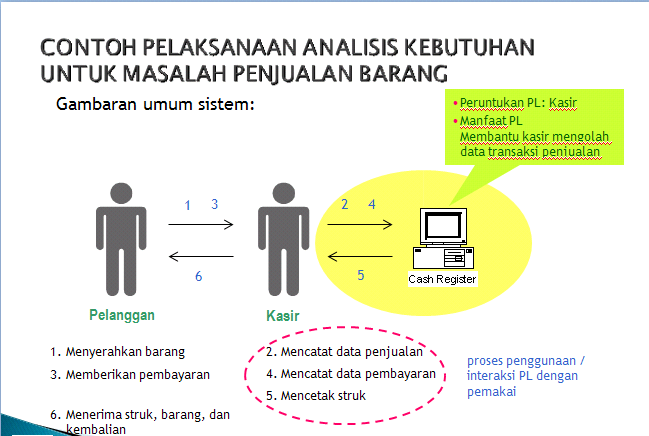 CONTOH PELAKSANAAN ANALISIS KEBUTUHAN
UNTUK MASALAH PENJUALAN BARANG
Gambaran umum sistem:
• Peruntukan PL: Kasir
• Manfaat PL
Membantu kasir mengolah
data transaksi penjualan
1 3
2 4
6
5
Cash Register
Pelanggan
Kasir
1. Menyerahkan barang
3. Memberikan pembayaran
6. Menerima struk, barang, dan
kembalian
2. Mencatat data penjualan
4. Mencatat data pembayaran
5. Mencetak struk
proses penggunaan /
interaksi PL dengan
pemakai